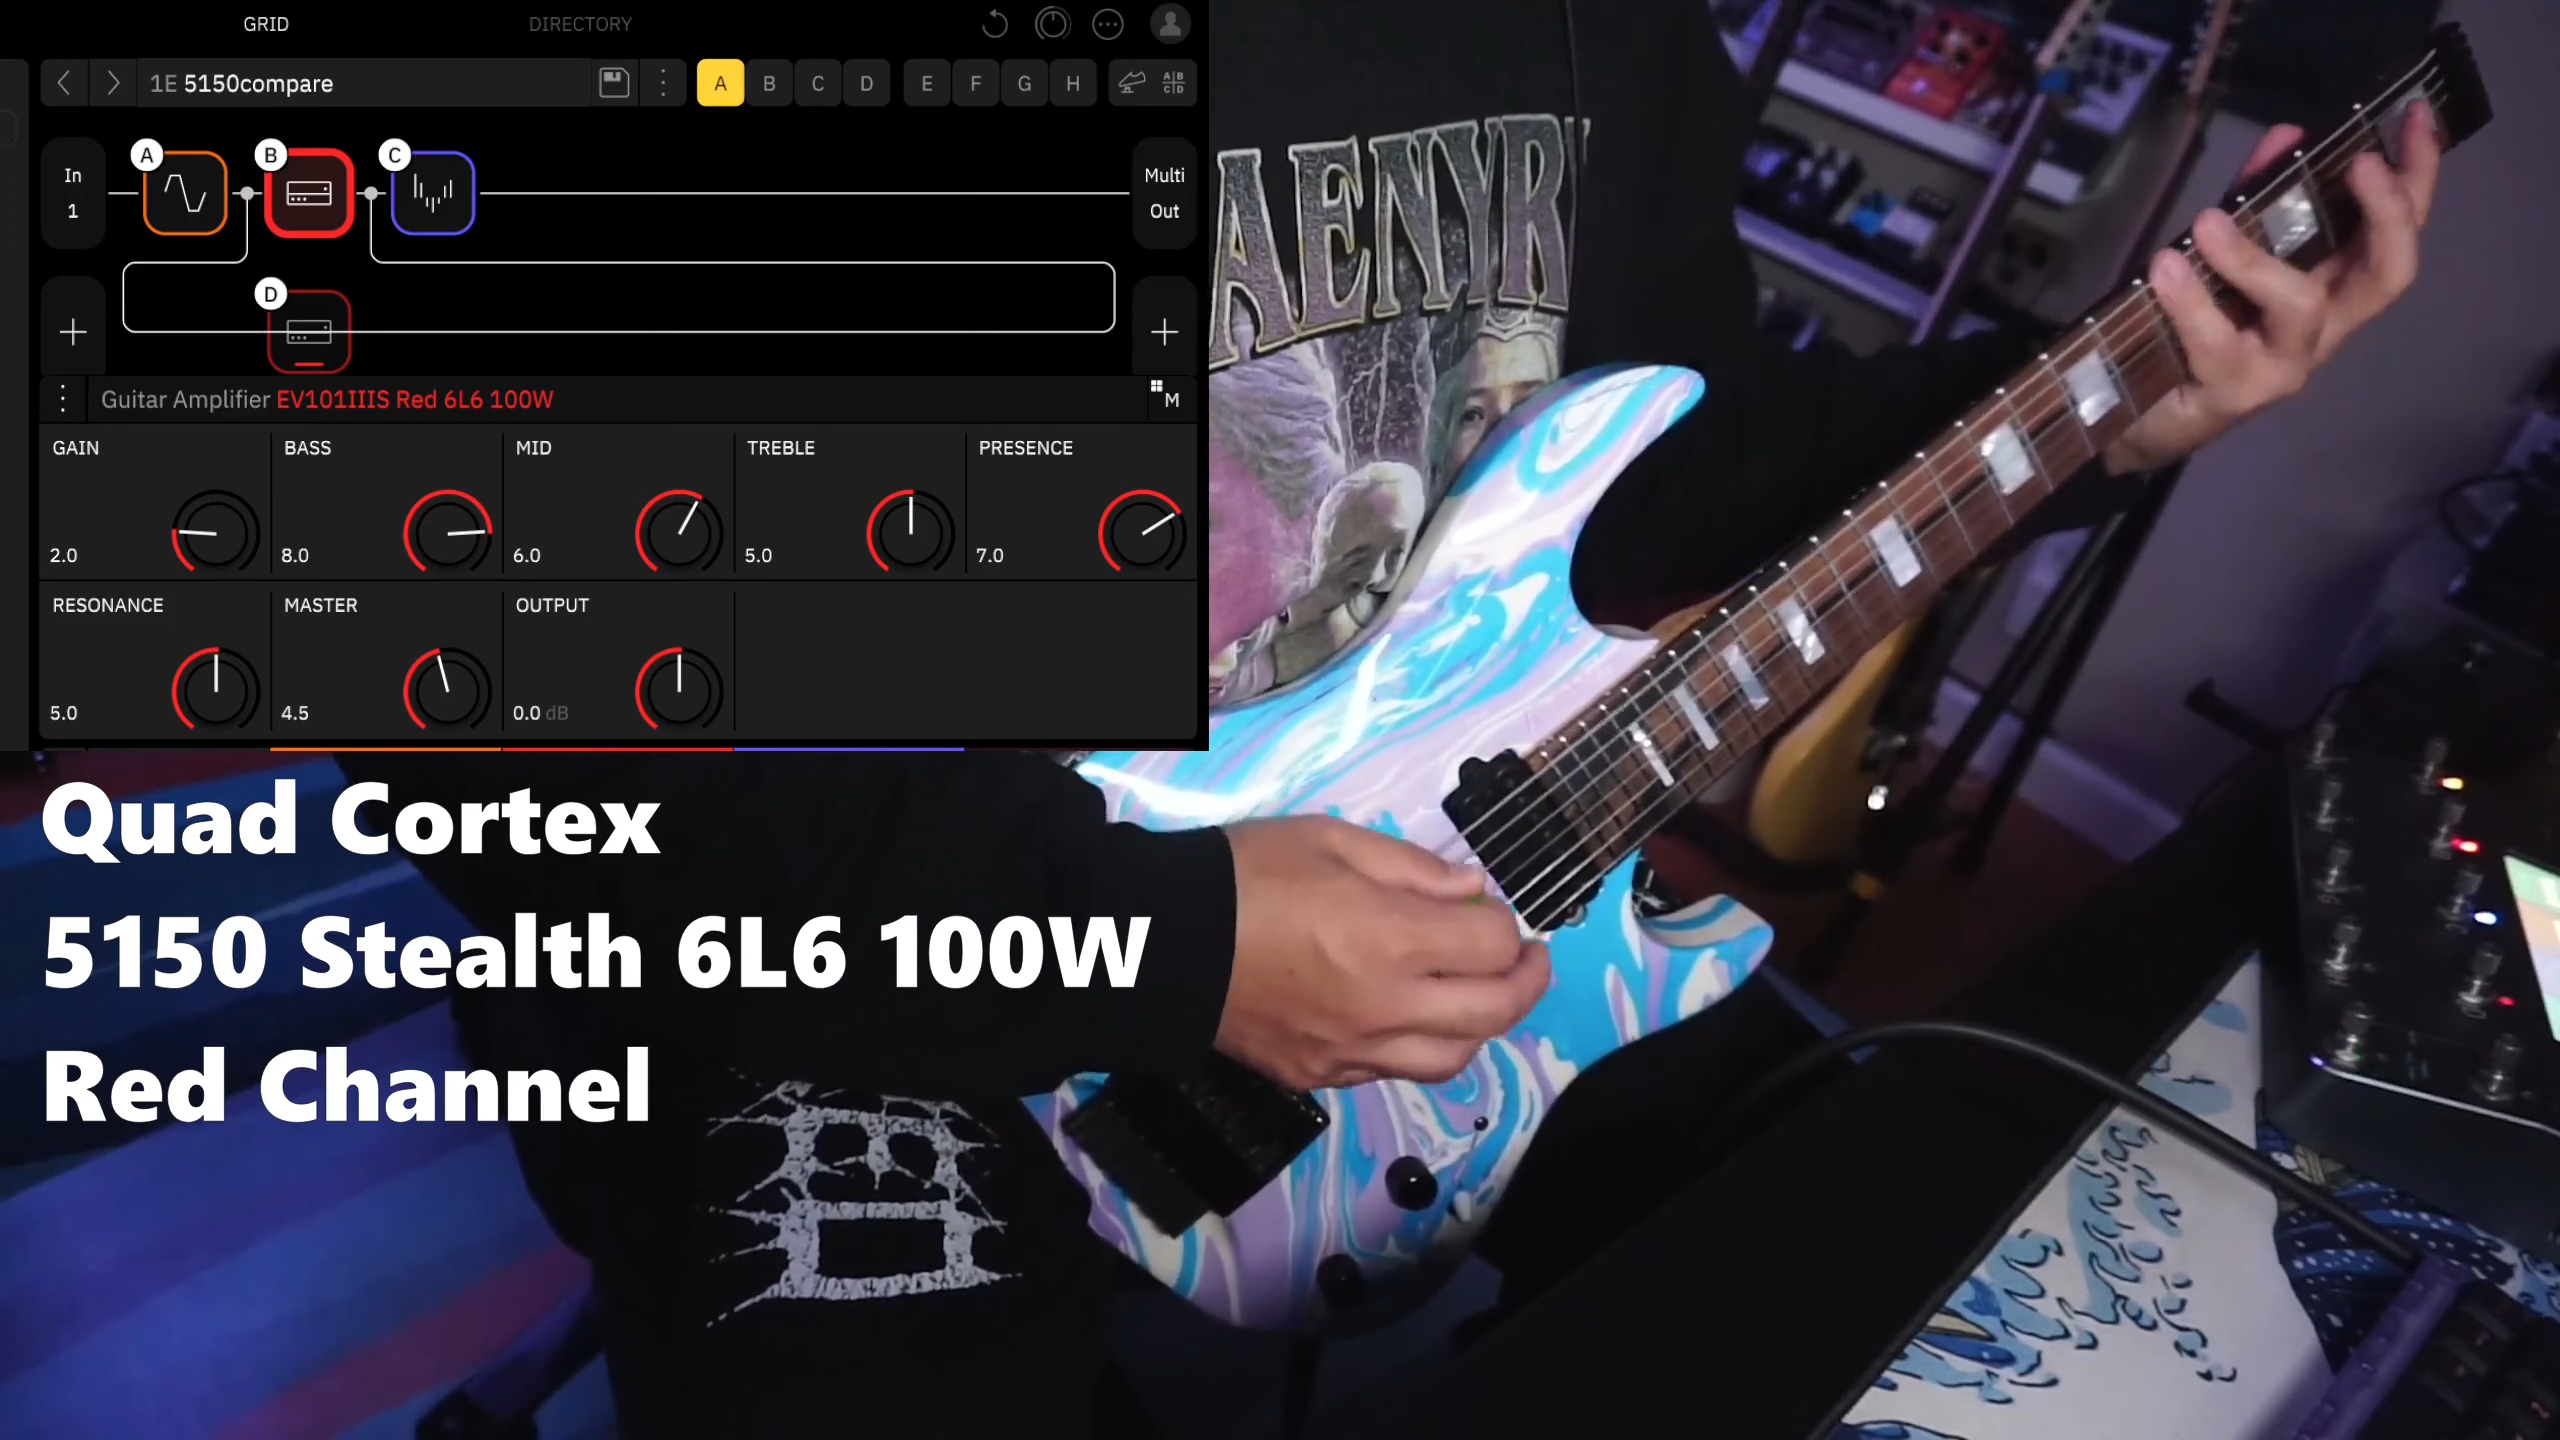 GRID
DIRECTORY
1E 5150compare
A
B
C
D
E
F
G
H
A B
C D
A
B
C
In
1
Multi
Out
D
Guitar Amplifier EV101IIIS Red 6L6 100W
M
GAIN
BASS
MID
TREBLE
PRESENCE
2.0
8.0
6.0
5.0
7.0
RESONANCE
MASTER
OUTPUT
5.0
4.5
0.0 dB
AENYR
Quad Cortex
5150 Stealth 6L6 100W
Red Channel